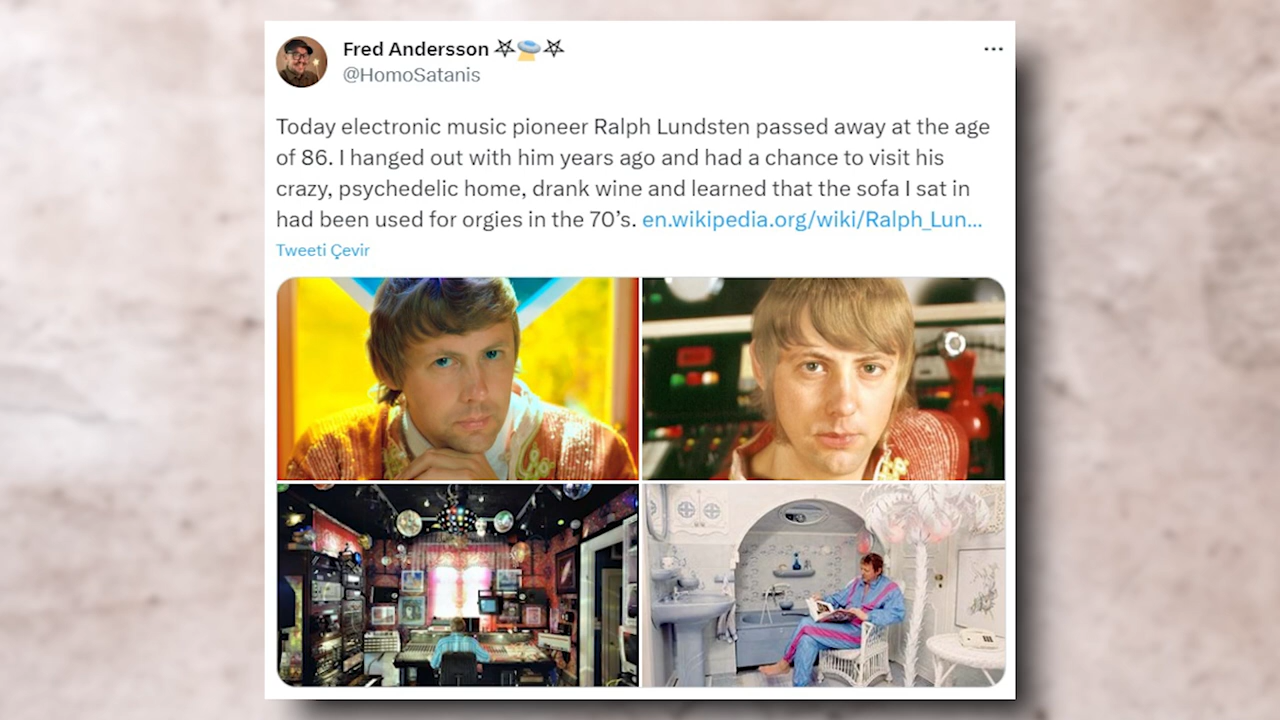 Fred Andersson ⛧🛸⛧
@HomoSatanis
Today electronic music pioneer Ralph Lundsten passed away at the age
of 86. I hanged out with him years ago and had a chance to visit his
crazy, psychedelic home, drank wine and learned that the sofa I sat in
had been used for orgies in the 70’s. en.wikipedia.org/wiki/Ralph_Lun...
Tweeti Çevir